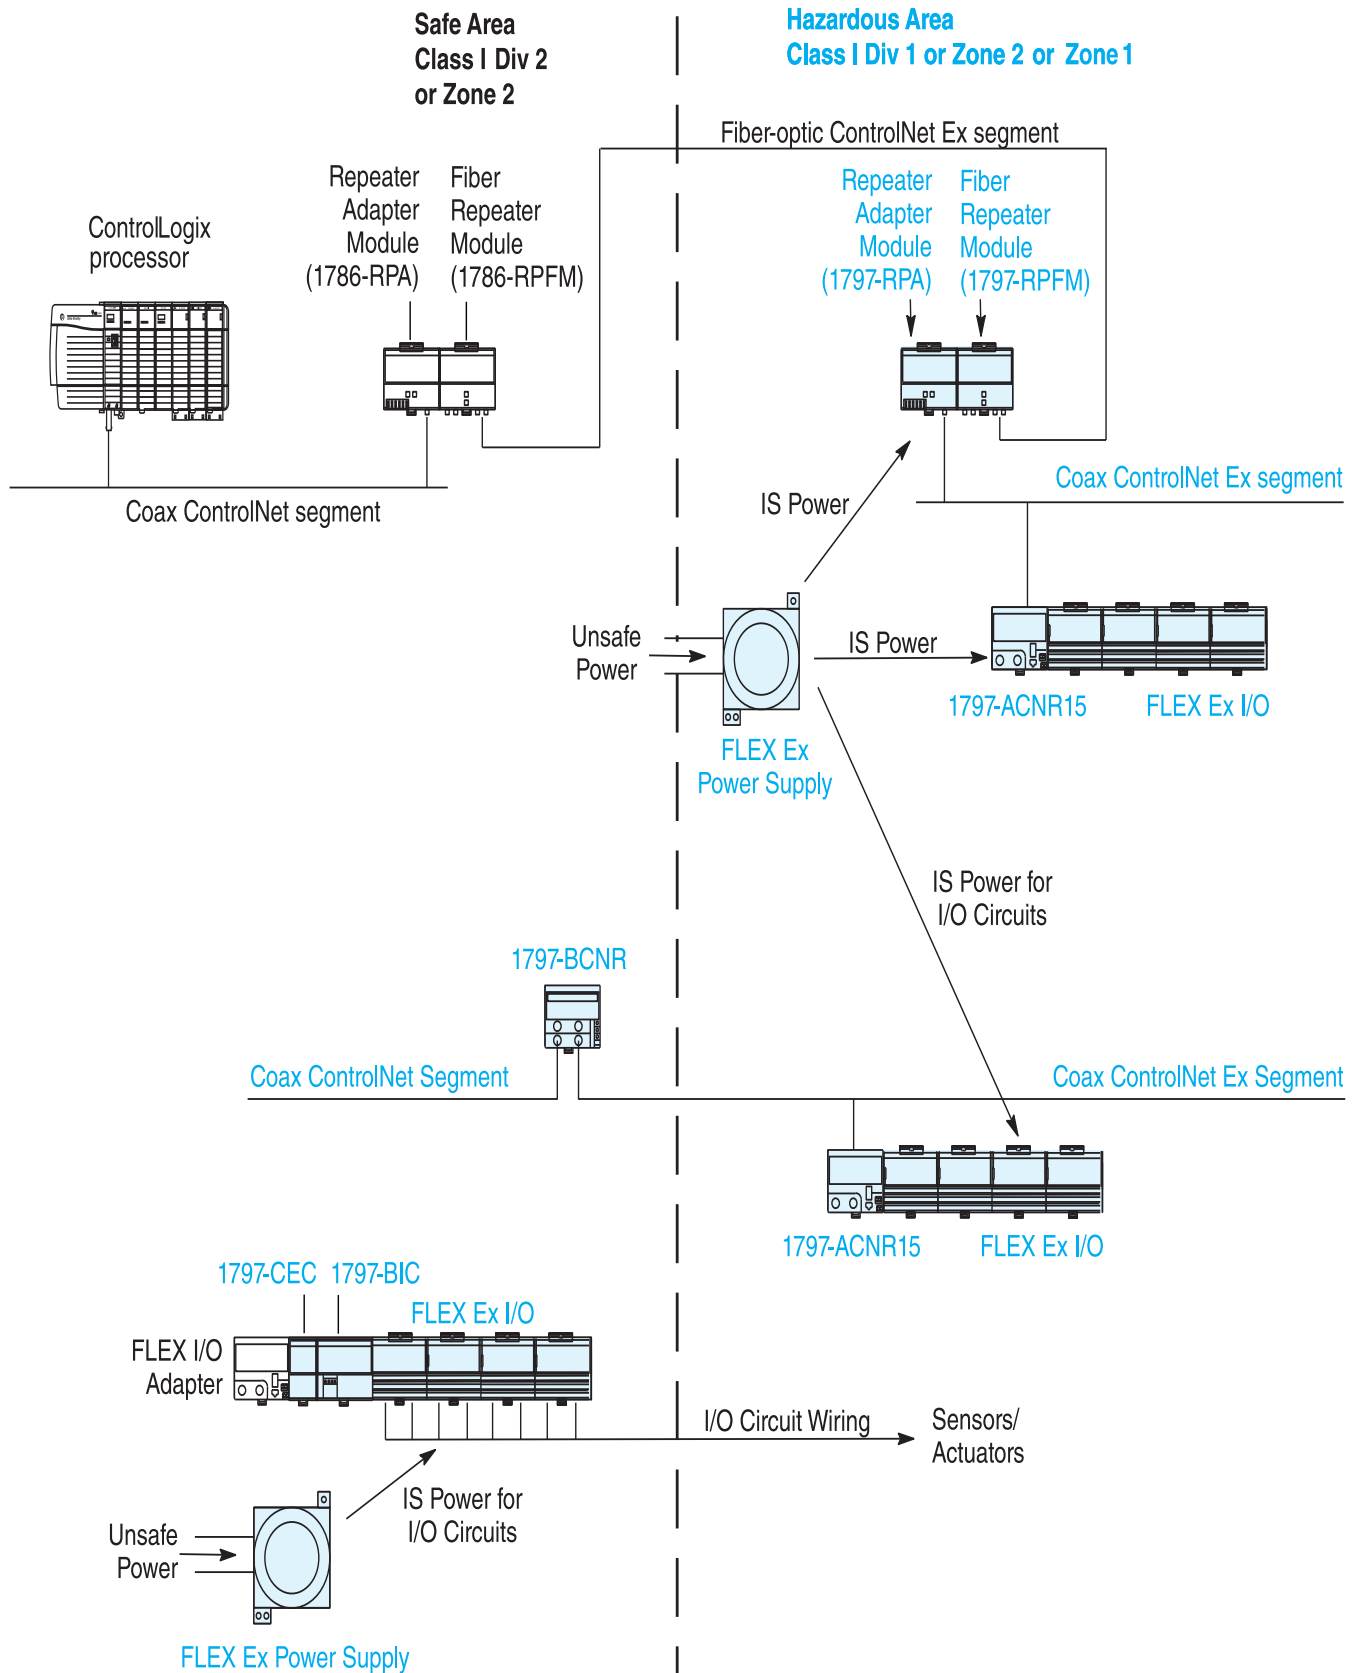 Safe Area
Class I Div 2
or Zone 2
Hazardous Area
Class I Div 1 or Zone 2 or Zone 1
Fiber-optic ControlNet Ex segment
ControlLogix
processor
Repeater
Adapter
Module
(1786-RPA)
Fiber
Repeater
Module
(1786-RPFM)
Repeater
Adapter
Module
(1797-RPA)
Fiber
Repeater
Module
(1797-RPFM)
Coax ControlNet segment
Coax ControlNet Ex segment
IS Power
Unsafe
Power
IS Power
1797-ACNR15
FLEX Ex I/O
FLEX Ex
Power Supply
IS Power for
I/O Circuits
1797-BCNR
Coax ControlNet Segment
Coax ControlNet Ex Segment
1797-ACNR15
FLEX Ex I/O
1797-CEC
1797-BIC
FLEX Ex I/O
FLEX I/O
Adapter
I/O Circuit Wiring
Sensors/
Actuators
IS Power for
I/O Circuits
Unsafe
Power
FLEX Ex Power Supply